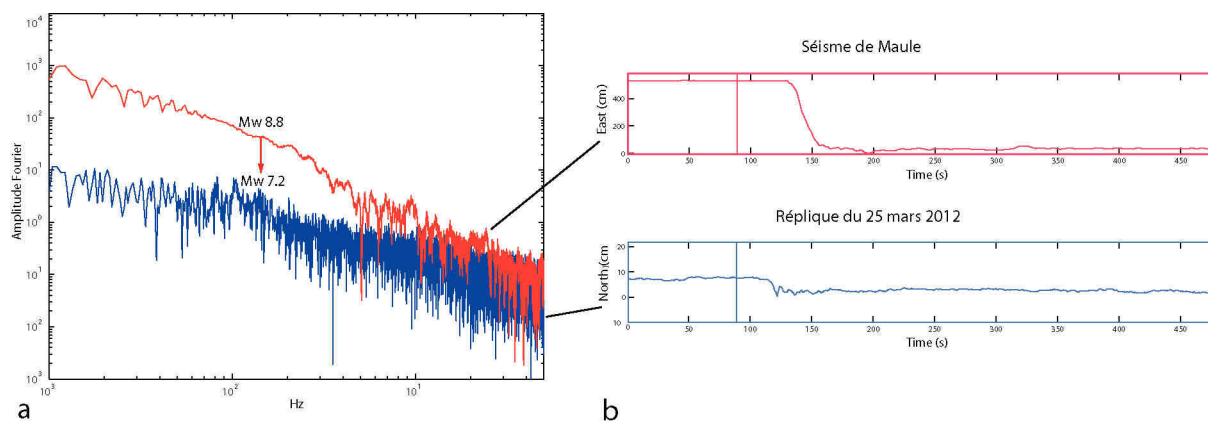 10⁴
10³
10²
10¹
10⁰
10¹
10²
10³
Amplitude Fourier
Mw 8.8
Mw 7.2
10³
10²
10¹
Hz
a
Séisme de Maule
East (cm)
400
200
0
0 50 100 150 200 250 300 350 400 450
Time (s)
Réplique du 25 mars 2012
North (cm
20
10
0
10
0 50 100 150 200 250 300 350 400 450
Time (s)
b